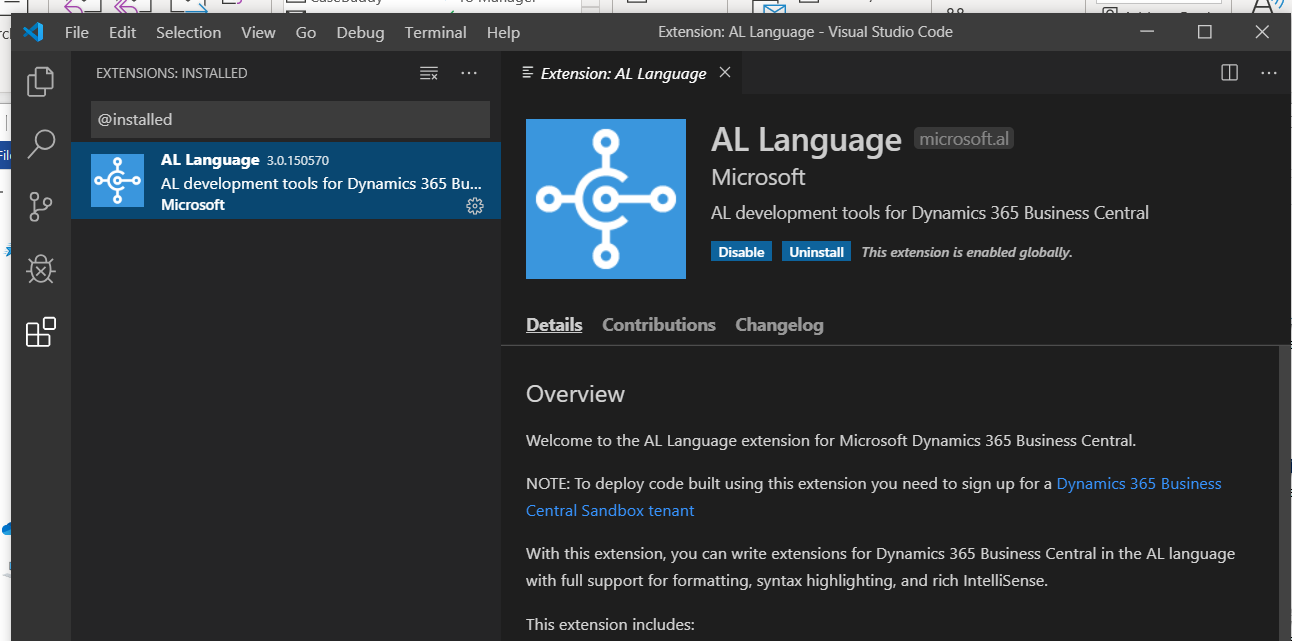 File Edit Selection View Go Debug Terminal Help
Extension: AL Language - Visual Studio Code
EXTENSIONS: INSTALLED
@installed
AL Language 3.0.150570
AL development tools for Dynamics 365 Bu...
Microsoft
Extension: AL Language
AL Language microsoft.al
Microsoft
AL development tools for Dynamics 365 Business Central
Disable Uninstall This extension is enabled globally.
Details Contributions Changelog
Overview
Welcome to the AL Language extension for Microsoft Dynamics 365 Business Central.
NOTE: To deploy code built using this extension you need to sign up for a Dynamics 365 Business
Central Sandbox tenant
With this extension, you can write extensions for Dynamics 365 Business Central in the AL language
with full support for formatting, syntax highlighting, and rich IntelliSense.
This extension includes: